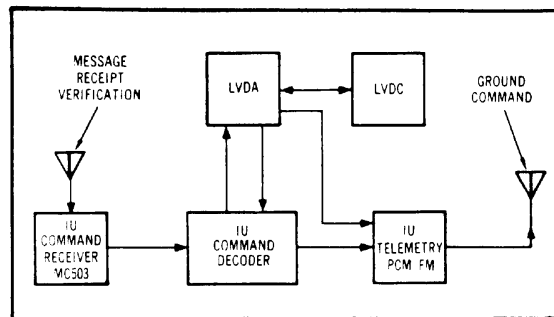 MESSAGE
RECEIPT
VERIFICATION
LVDA
LVDC
GROUND
COMMAND
IU
COMMAND
RECEIVER
MC503
IU
COMMAND
DECODER
IU
TELEMETRY
PCM FM